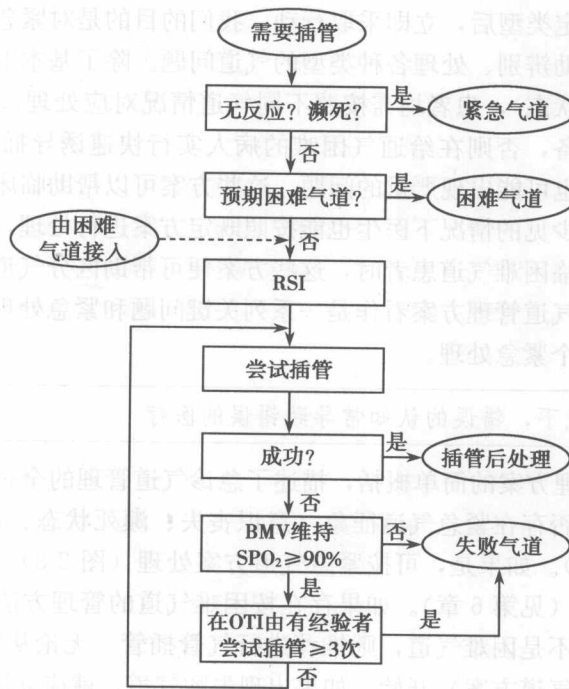 需要插管
无反应？濒死？
是
紧急气道
否
预期困难气道？
是
困难气道
由困难
气道接入
否
RSI
尝试插管
成功？
是
插管后处理
否
BMV维持
SPO₂≥90%
否
失败气道
是
在OTI由有经验者
尝试插管≥3次
是
否